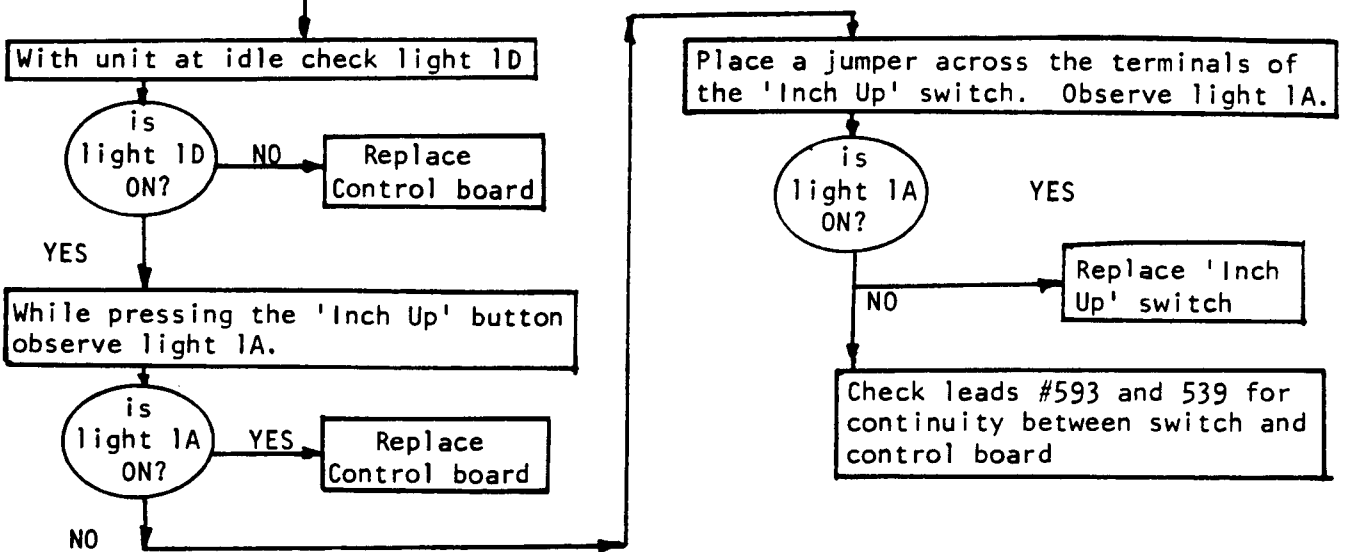 With unit at idle check light 1D
is
light 1D
ON?
NO
Replace
Control board
YES
While pressing the 'Inch Up' button
observe light 1A.
is
light 1A
ON?
YES
Replace
Control board
NO
Place a jumper across the terminals of
the 'Inch Up' switch. Observe light 1A.
is
light 1A
ON?
YES
Replace 'Inch
Up' switch
NO
Check leads #593 and 539 for
continuity between switch and
control board